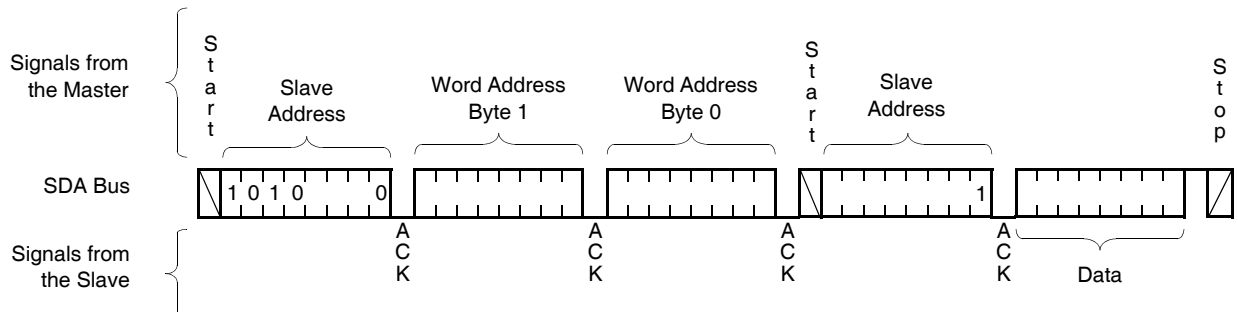 Signals from
the Master
S
t
a
r
t
Slave
Address
Word Address
Byte 1
Word Address
Byte 0
S
t
a
r
t
Slave
Address
S
t
o
p
SDA Bus
1 0 1 0 0
1
Signals from
the Slave
A
C
K
A
C
K
A
C
K
A
C
K
Data